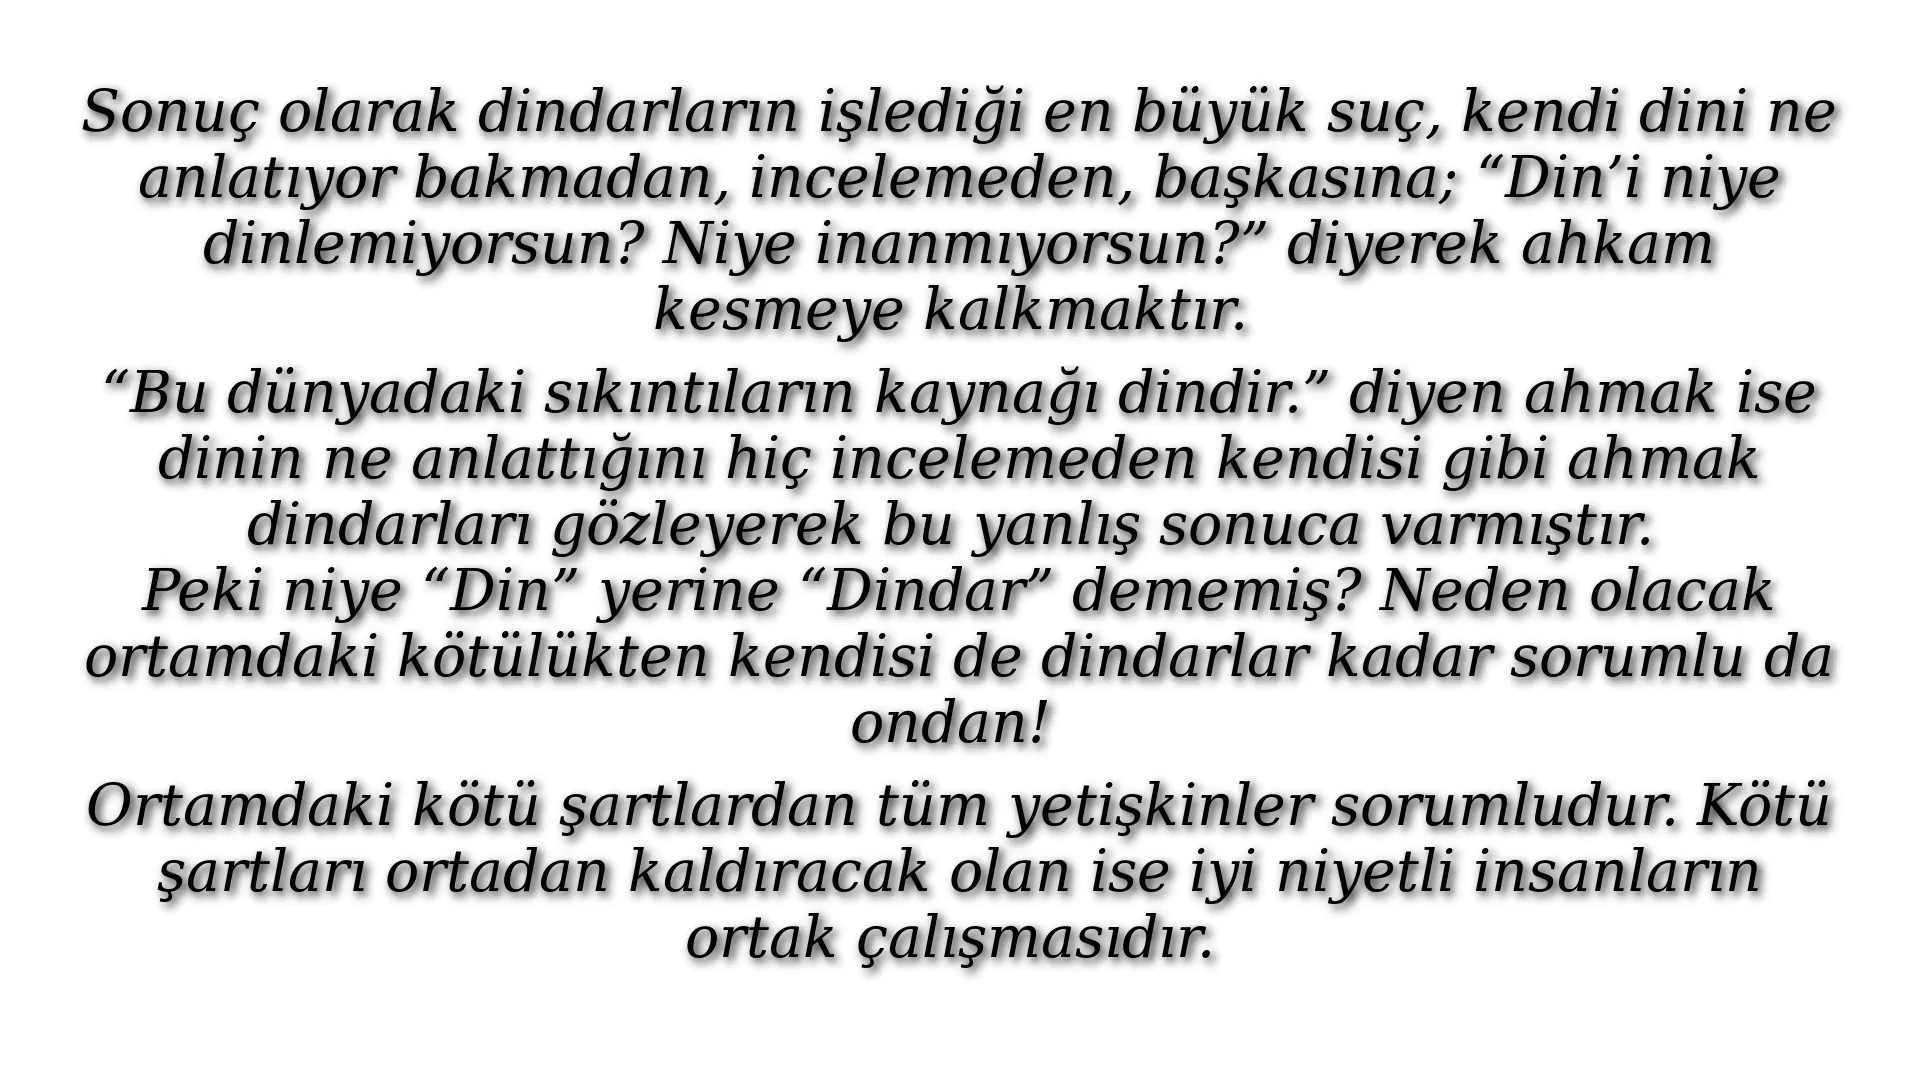 Sonuç olarak dindarların işlediği en büyük suç, kendi dini ne
anlatıyor bakmadan, incelemeden, başkasına; “Din’i niye
dinlemiyorsun? Niye inanmıyorsun?” diyerek ahkam
kesmeye kalkmaktır.
“Bu dünyadaki sıkıntıların kaynağı dindir.” diyen ahmak ise
dinin ne anlattığını hiç incelemeden kendisi gibi ahmak
dindarları gözleyerek bu yanlış sonuca varmıştır.
Peki niye “Din” yerine “Dindar” dememiş? Neden olacak
ortamdaki kötülükten kendisi de dindarlar kadar sorumlu da
ondan!
Ortamdaki kötü şartlardan tüm yetişkinler sorumludur. Kötü
şartları ortadan kaldıracak olan ise iyi niyetli insanların
ortak çalışmasıdır.